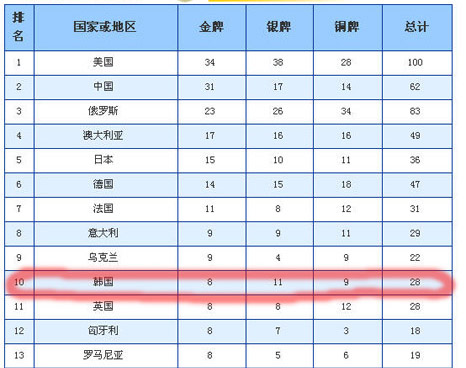 排名 国家或地区 金牌 银牌 铜牌 总计
1 美国 34 38 28 100
2 中国 31 17 14 62
3 俄罗斯 23 26 34 83
4 澳大利亚 17 16 16 49
5 日本 15 10 11 36
6 德国 14 15 18 47
7 法国 11 8 12 31
8 意大利 9 9 11 29
9 乌克兰 9 4 9 22
10 韩国 8 11 9 28
11 英国 8 8 12 28
12 匈牙利 8 7 3 18
13 罗马尼亚 8 5 6 19